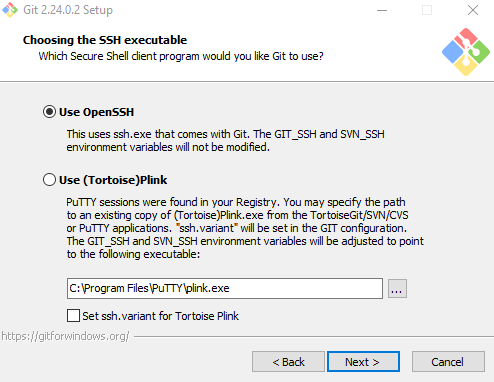 Git 2.24.0.2 Setup
Choosing the SSH executable
Which Secure Shell client program would you like Git to use?
Use OpenSSH
This uses ssh.exe that comes with Git. The GIT_SSH and SVN_SSH
environment variables will not be modified.
Use (Tortoise)Plink
PuTTY sessions were found in your Registry. You may specify the path
to an existing copy of (Tortoise)Plink.exe from the TortoiseGit/SVN/CVS
or PuTTY applications. "ssh.variant" will be set in the GIT configuration.
The GIT_SSH and SVN_SSH environment variables will be adjusted to point
to the following executable:
C:\Program Files\PuTTY\plink.exe
...
Set ssh.variant for Tortoise Plink
https://gitforwindows.org/
< Back
Next >
Cancel